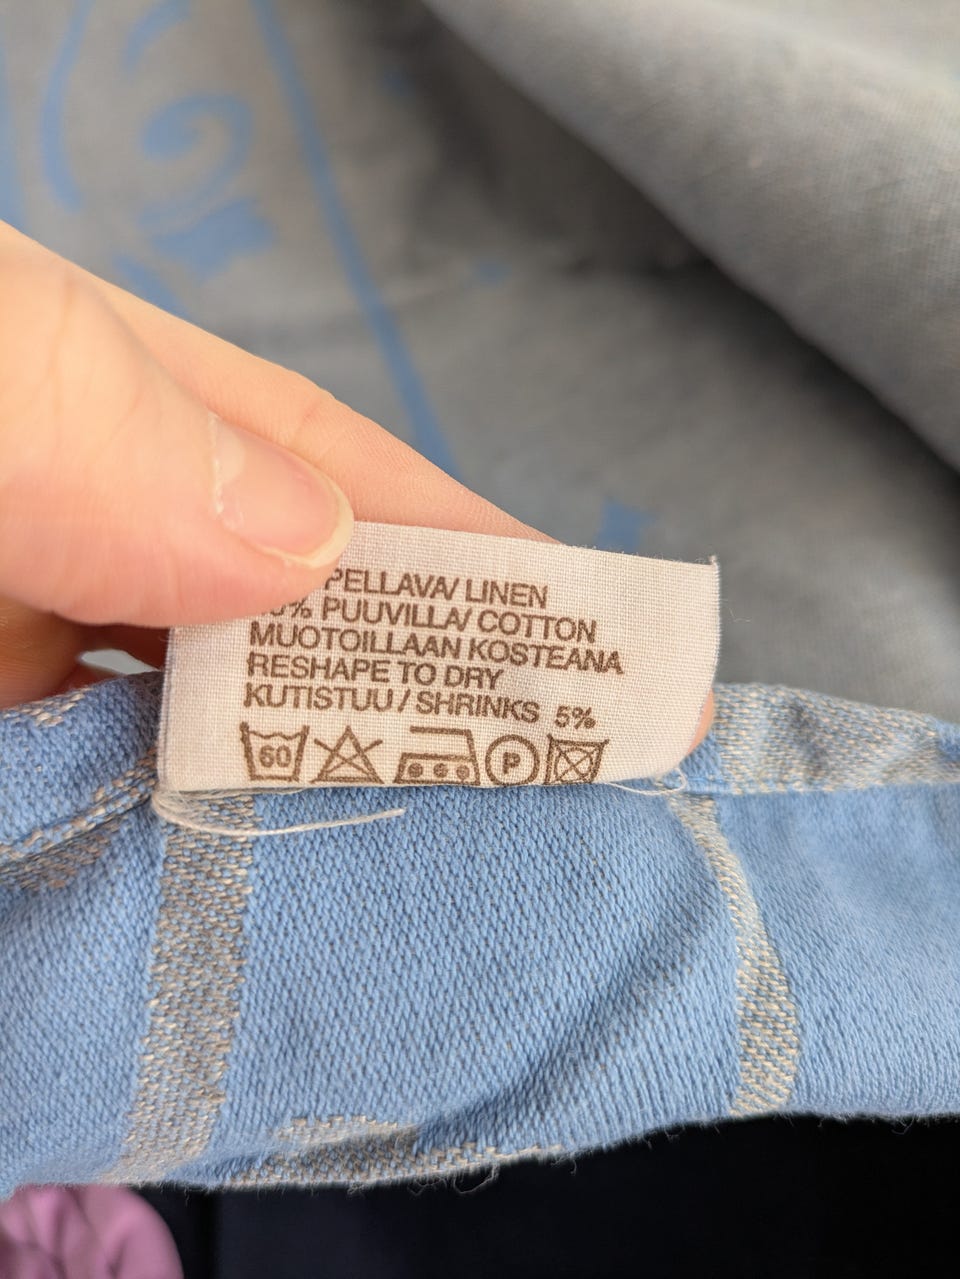 PELLAVA/ LINEN
% PUUVILLA/ COTTON
MUOTOILLAAN KOSTEANA
RESHAPE TO DRY
KUTISTUU / SHRINKS 5%
60 P